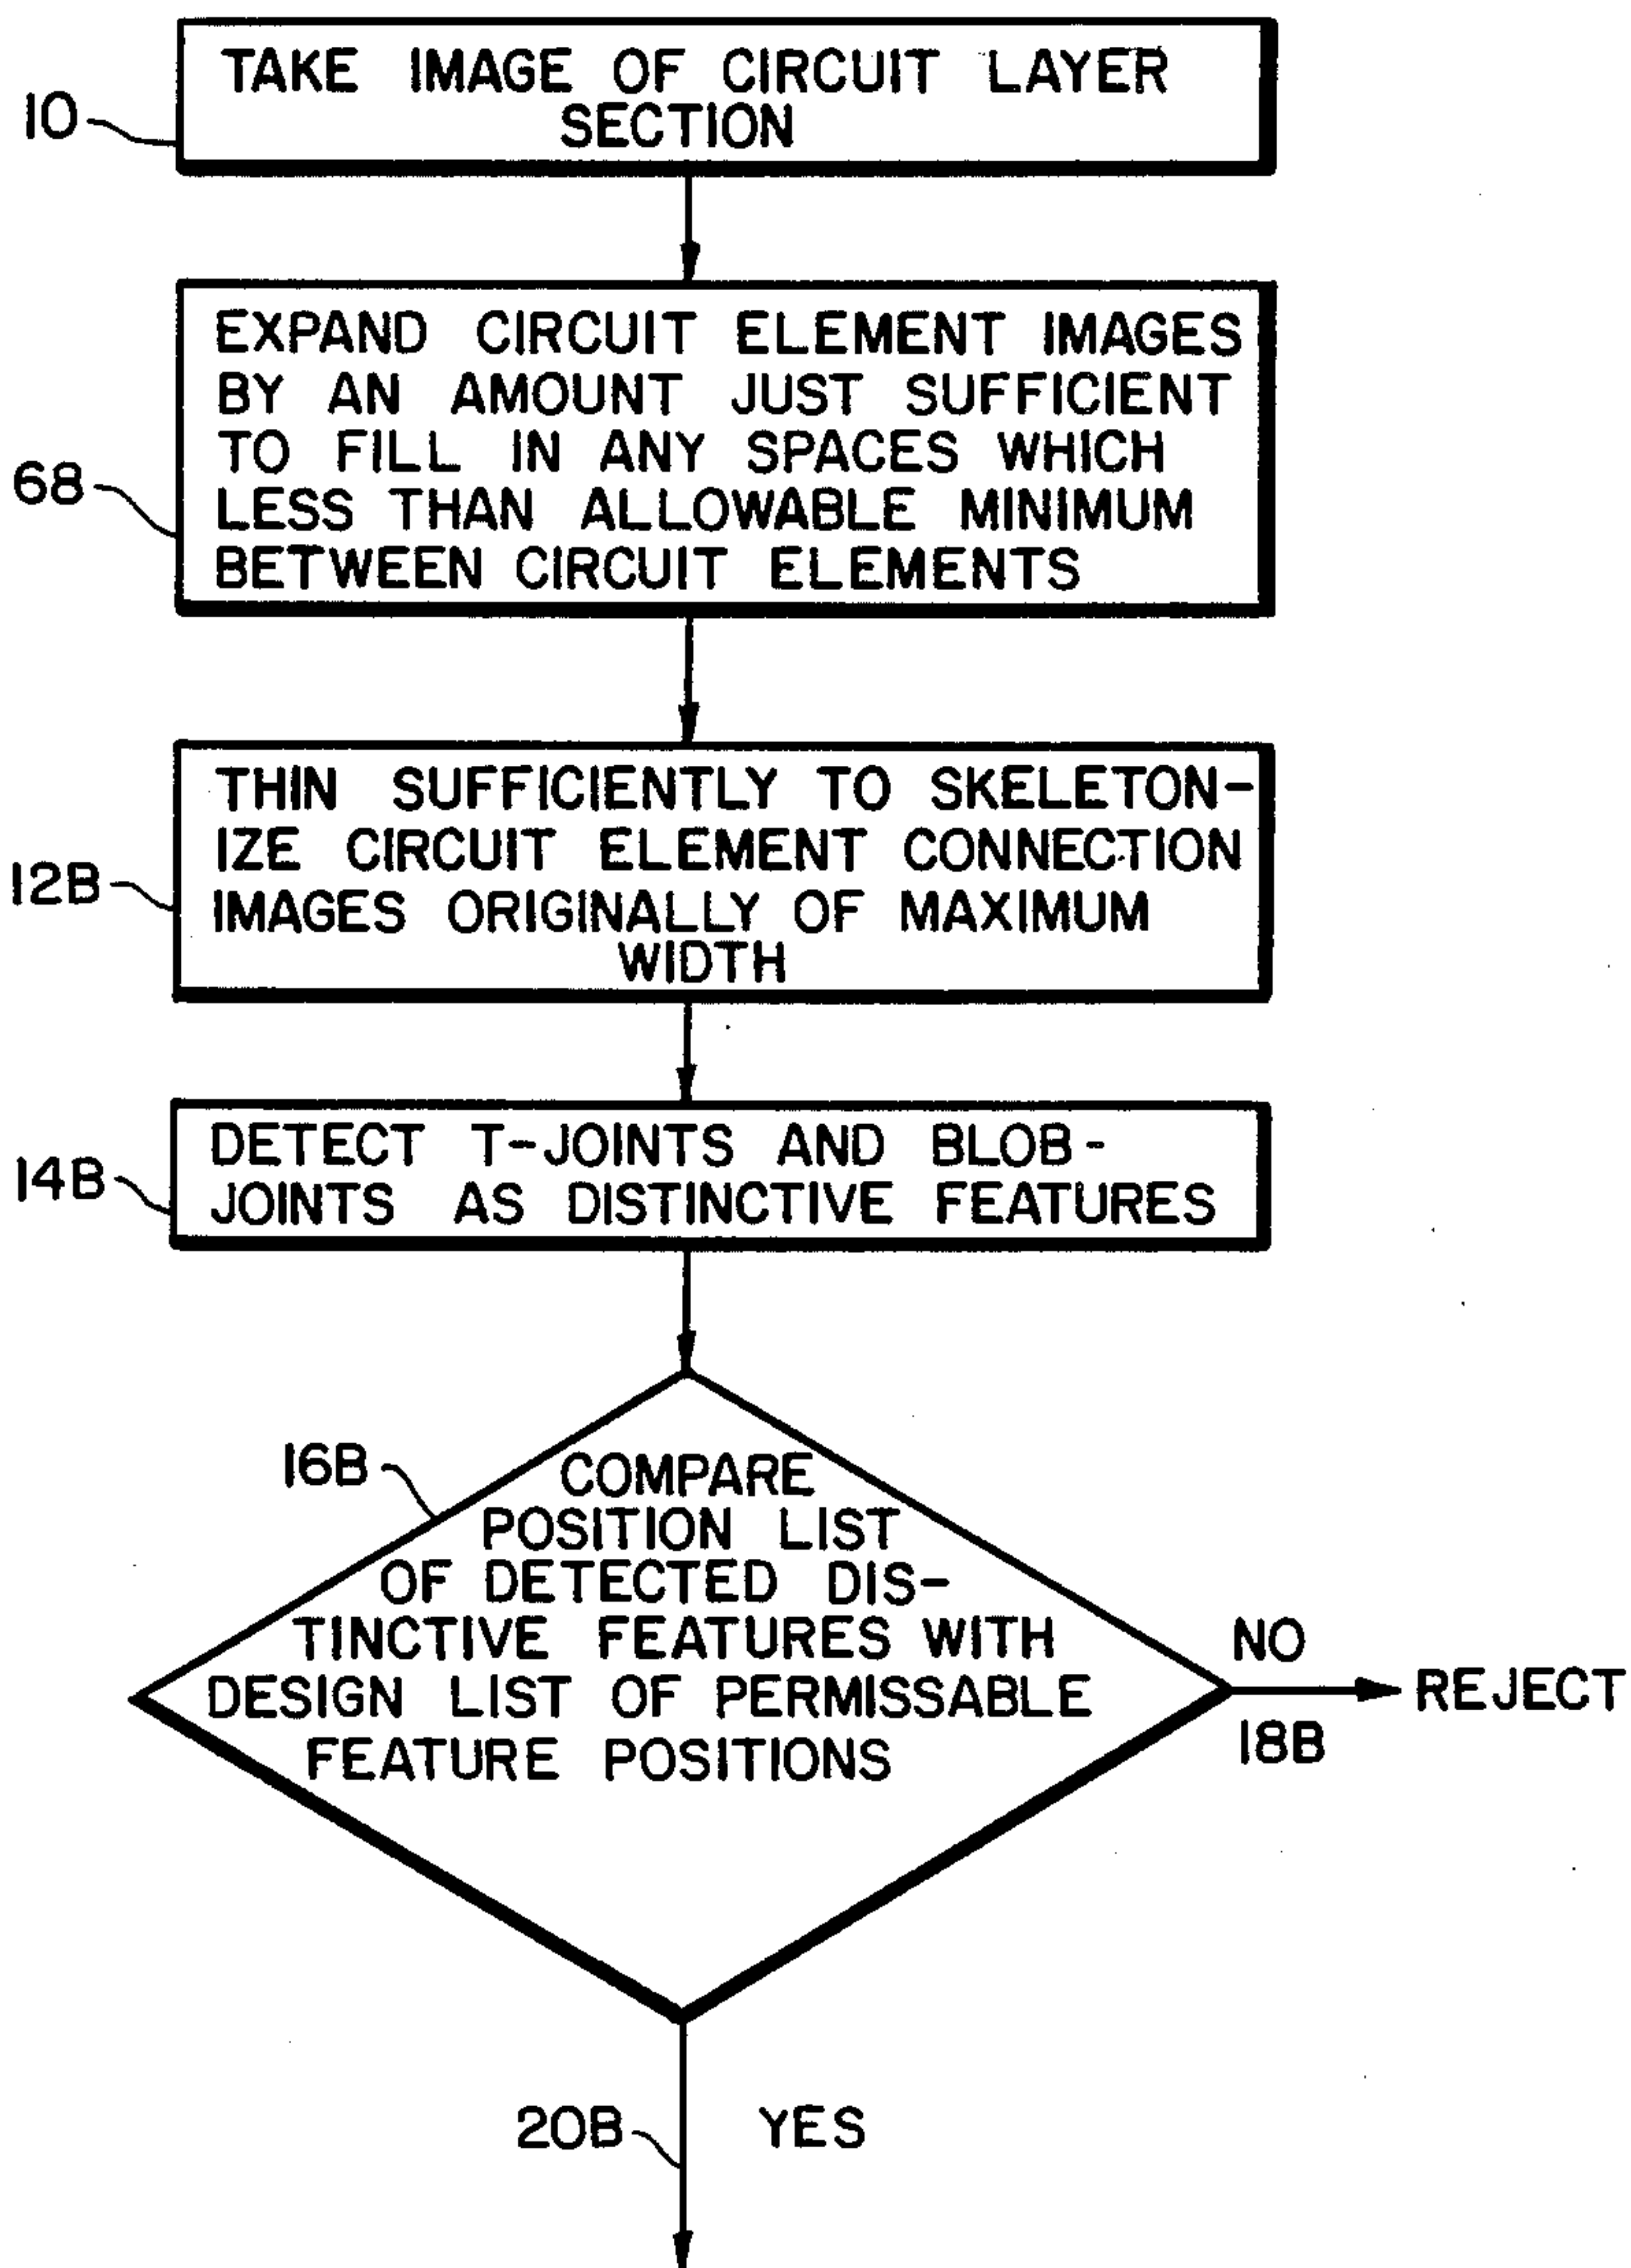 TAKE IMAGE OF CIRCUIT LAYER
SECTION
10
EXPAND CIRCUIT ELEMENT IMAGES
BY AN AMOUNT JUST SUFFICIENT
TO FILL IN ANY SPACES WHICH
LESS THAN ALLOWABLE MINIMUM
BETWEEN CIRCUIT ELEMENTS
68
THIN SUFFICIENTLY TO SKELETON-
IZE CIRCUIT ELEMENT CONNECTION
IMAGES ORIGINALLY OF MAXIMUM
WIDTH
12B
DETECT T-JOINTS AND BLOB-
JOINTS AS DISTINCTIVE FEATURES
14B
16B
COMPARE
POSITION LIST
OF DETECTED DIS-
TINCTIVE FEATURES WITH
DESIGN LIST OF PERMISSABLE
FEATURE POSITIONS
NO
REJECT
18B
20B
YES